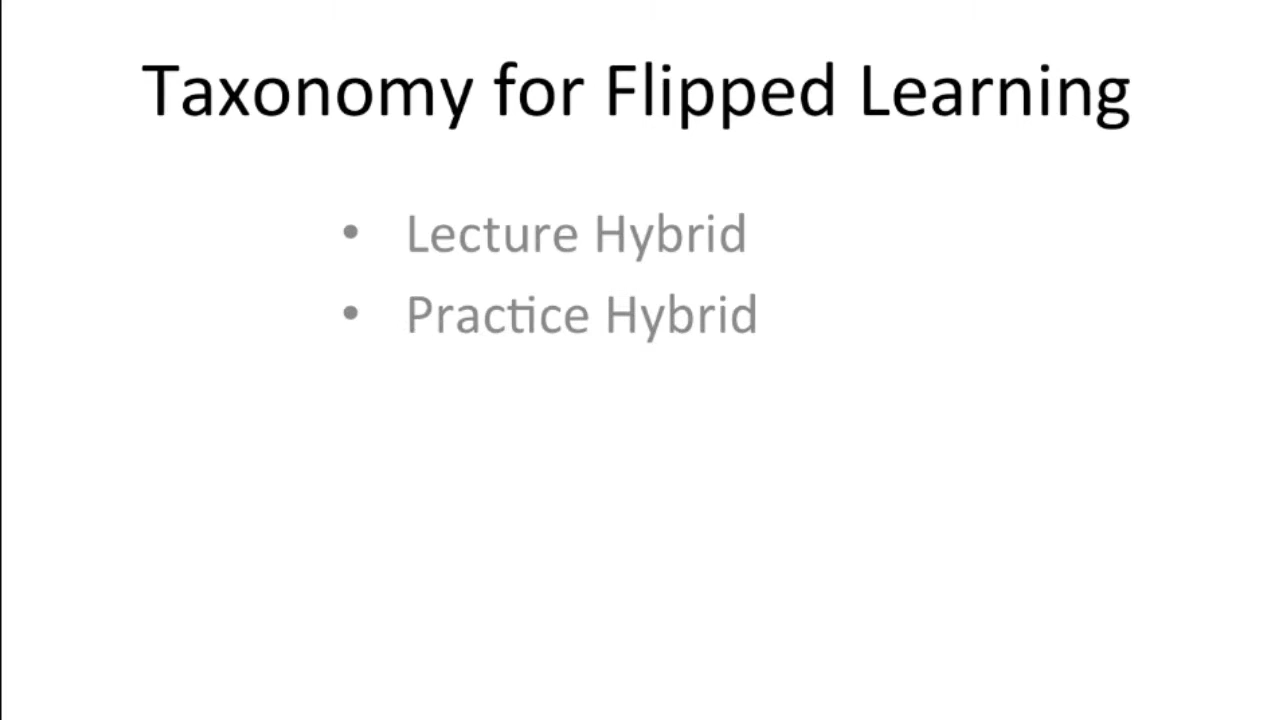 Taxonomy for Flipped Learning
• Lecture Hybrid
• Practice Hybrid